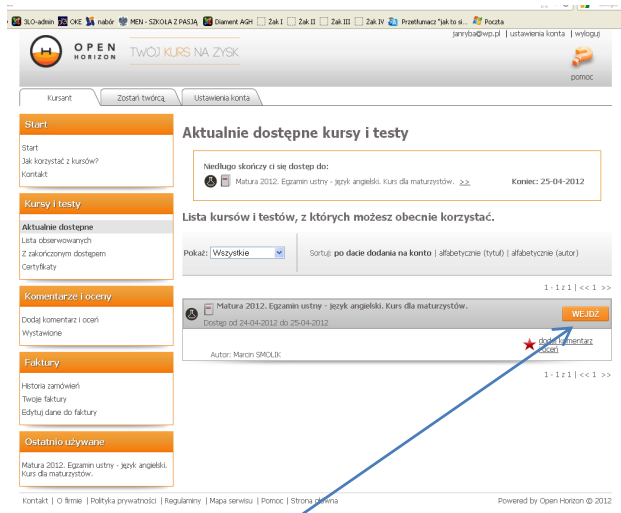 3LO-admin OKE nabór MEN - SZKOŁA Z PASJĄ Diament AGH Żak I Żak II Żak III Żak IV Przetłumacz "jak to si... Poczta
janryba@wp.pl | ustawienia konta | wyloguj
OPEN
HORIZON
TWÓJ KURS NA ZYSK
pomoc
Kursant Zostań twórcą Ustawienia konta
Start
Start
Jak korzystać z kursów?
Kontakt
Kursy i testy
Aktualnie dostępne
Lista obserwowanych
Z zakończonym dostępem
Certyfikaty
Komentarze i oceny
Dodaj komentarz i oceń
Wystawione
Faktury
Historia zamówień
Twoje faktury
Edytuj dane do faktury
Ostatnio używane
Matura 2012. Egzamin ustny - język angielski.
Kurs dla maturzystów.
Aktualnie dostępne kursy i testy
Niedługo skończy ci się dostęp do:
Matura 2012. Egzamin ustny - język angielski. Kurs dla maturzystów. >> Koniec: 25-04-2012
Lista kursów i testów, z których możesz obecnie korzystać.
Pokaż: Wszystkie Sortuj: po dacie dodania na konto | alfabetycznie (tytuł) | alfabetycznie (autor)
1 - 1 z 1 | << 1 >>
Matura 2012. Egzamin ustny - język angielski. Kurs dla maturzystów.
Dostęp od 24-04-2012 do 25-04-2012
WEJDŹ
dodaj komentarz
i oceń
Autor: Marcin SMOLIK
1 - 1 z 1 | << 1 >>
Kontakt | O firmie | Polityka prywatności | Regulaminy | Mapa serwisu | Pomoc | Strona główna Powered by Open Horizon @ 2012